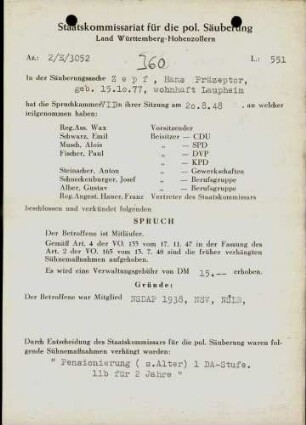 Staatskommissariat für die pol. Säuberung
Land Württemberg-Hohenzollern
Az.: 2/Z/3052
360
L.: 551
In der Säuberungssache Z e p f , Hans Präzeptor,
geb. 15.10.77, wohnhaft Laupheim
hat die Spruchkammer VID in ihrer Sitzung am 20.8.48 , an welcher
teilgenommen haben:
Reg.Ass. Wax Vorsitzender
Schwarz, Emil Beisitzer — CDU
Musch, Alois „ — SPD
Fischer, Paul „ — DVP
„ — KPD
Steinacher, Anton „ — Gewerkschaften
Schneckenburger, Josef „ — Berufsgruppe
Alber, Gustav „ — Berufsgruppe
Reg.Angest. Hauer, Franz Vertreter des Staatskommissars
beschlossen und verkündet folgenden
SPRUCH
Der Betroffene ist Mitläufer.
Gemäß Art. 4 der VO. 133 vom 17. 11. 47 in der Fassung des
Art. 2 der VO. 165 vom 13. 7. 48 sind die früher verhängten
Sühnemaßnahmen aufgehoben.
Es wird eine Verwaltungsgebühr von DM 15,-- erhoben.
Gründe:
Der Betroffene war Mitglied NSDAP 1938, NSV,
Durch Entscheidung des Staatskommissars für die pol. Säuberung waren fol-
gende Sühnemaßnahmen verhängt worden:
" Pensionierung ( s.Alter) 1 DA-Stufe.
11b für 2 Jahre "